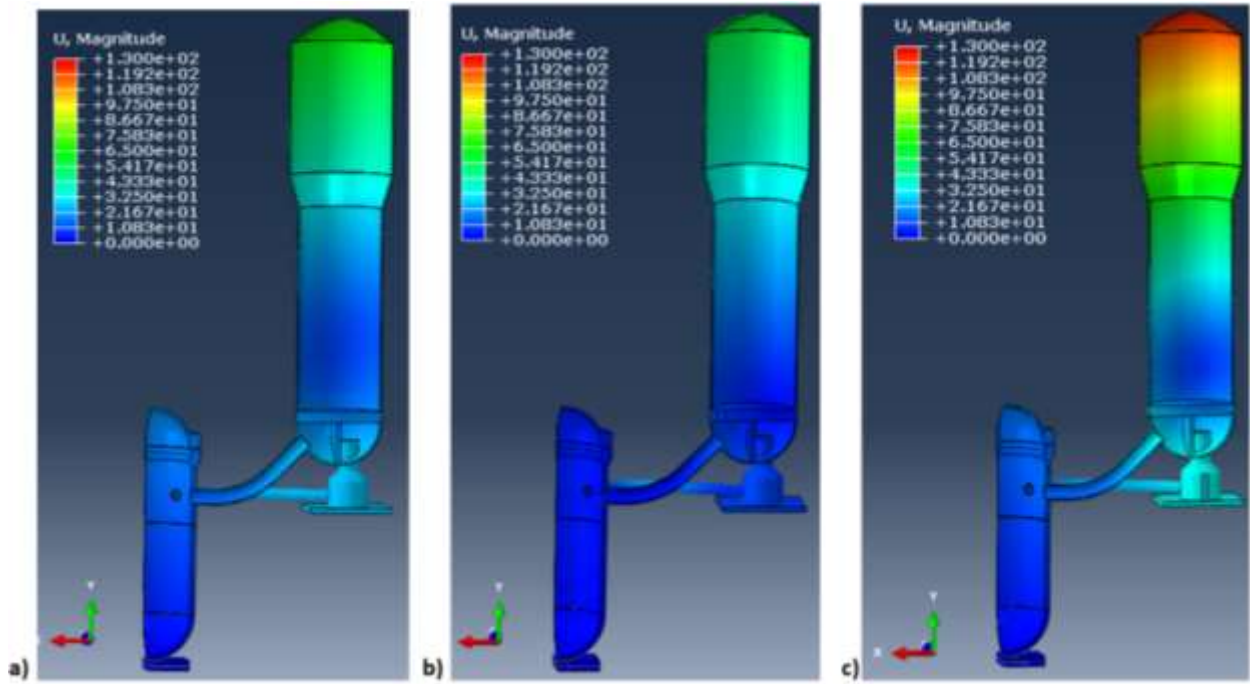 U, Magnitude
+1.300e+02
+1.192e+02
+1.083e+02
+9.750e+01
+8.667e+01
+7.583e+01
+6.500e+01
+5.417e+01
+4.333e+01
+3.250e+01
+2.167e+01
+1.083e+01
+0.000e+00
Y
a)
U, Magnitude
+1.300e+02
+1.192e+02
+1.083e+02
+9.750e+01
+8.667e+01
+7.583e+01
+6.500e+01
+5.417e+01
+4.333e+01
+3.250e+01
+2.167e+01
+1.083e+01
+0.000e+00
Y
b)
U, Magnitude
+1.300e+02
+1.192e+02
+1.083e+02
+9.750e+01
+8.667e+01
+7.583e+01
+6.500e+01
+5.417e+01
+4.333e+01
+3.250e+01
+2.167e+01
+1.083e+01
+0.000e+00
Y
X
c)